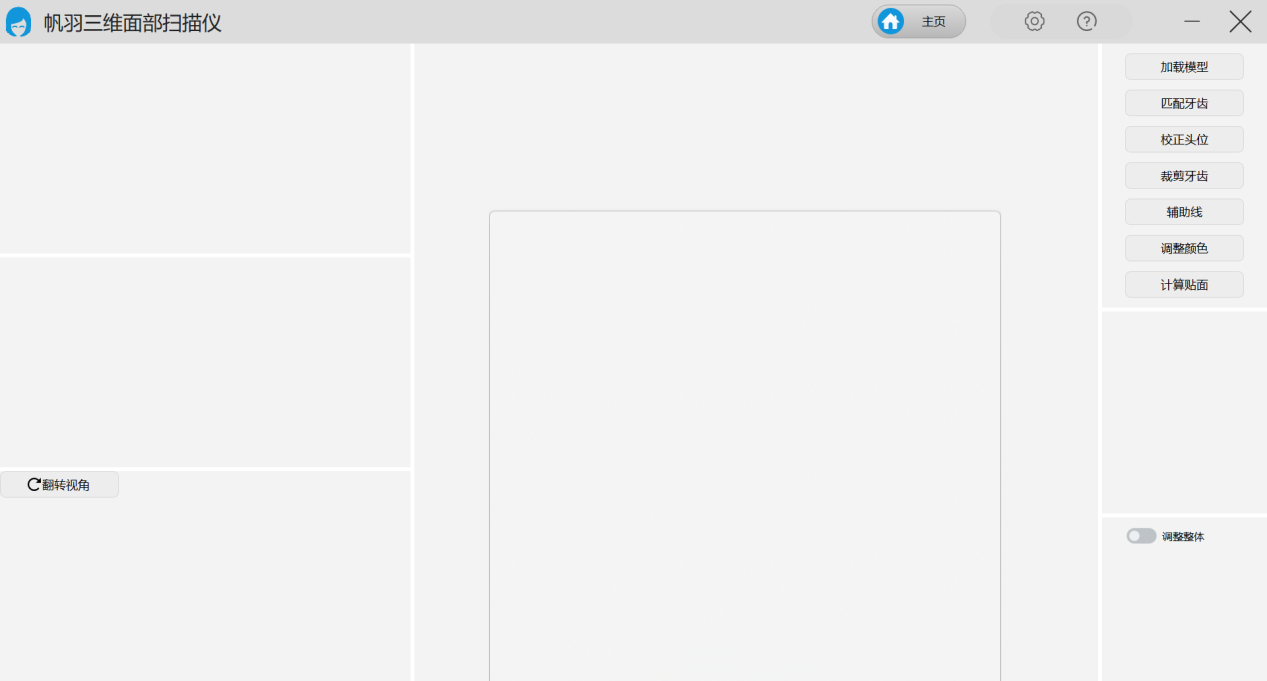 帆羽三维面部扫描仪
主页
加载模型
匹配牙齿
校正头位
裁剪牙齿
辅助线
调整颜色
计算贴面
翻转视角
调整整体